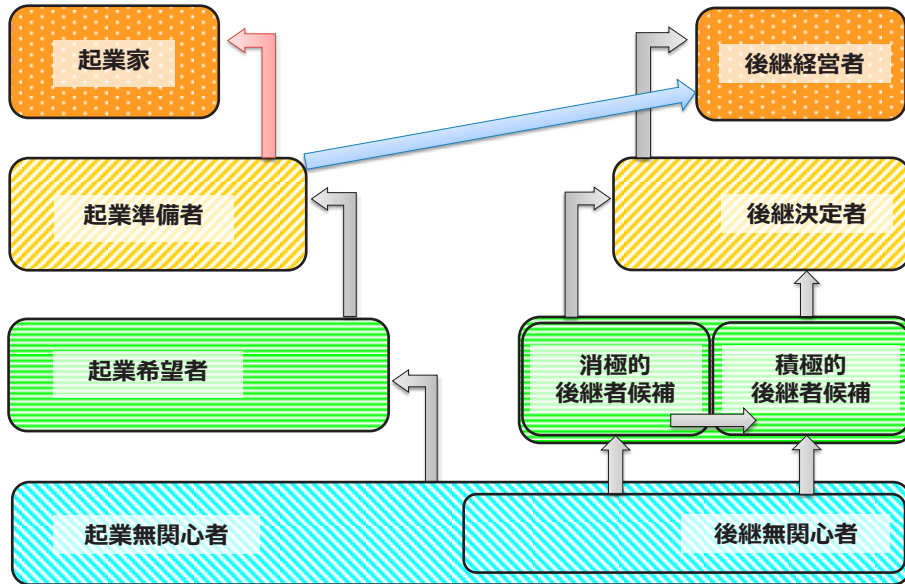 起業家
後継経営者
起業準備者
後継決定者
起業希望者
消極的
後継者候補
積極的
後継者候補
起業無関心者
後継無関心者